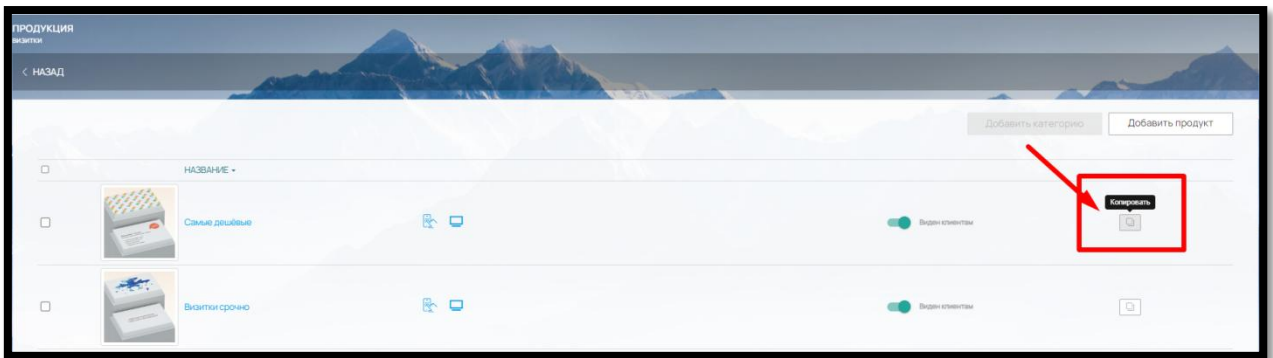 ПРОДУКЦИЯ
ВИЗИТКИ
< НАЗАД
Добавить категорию Добавить продукт
НАЗВАНИЕ
Самые дешёвые Виден клиентам Копировать
Визитки срочно Виден клиентам